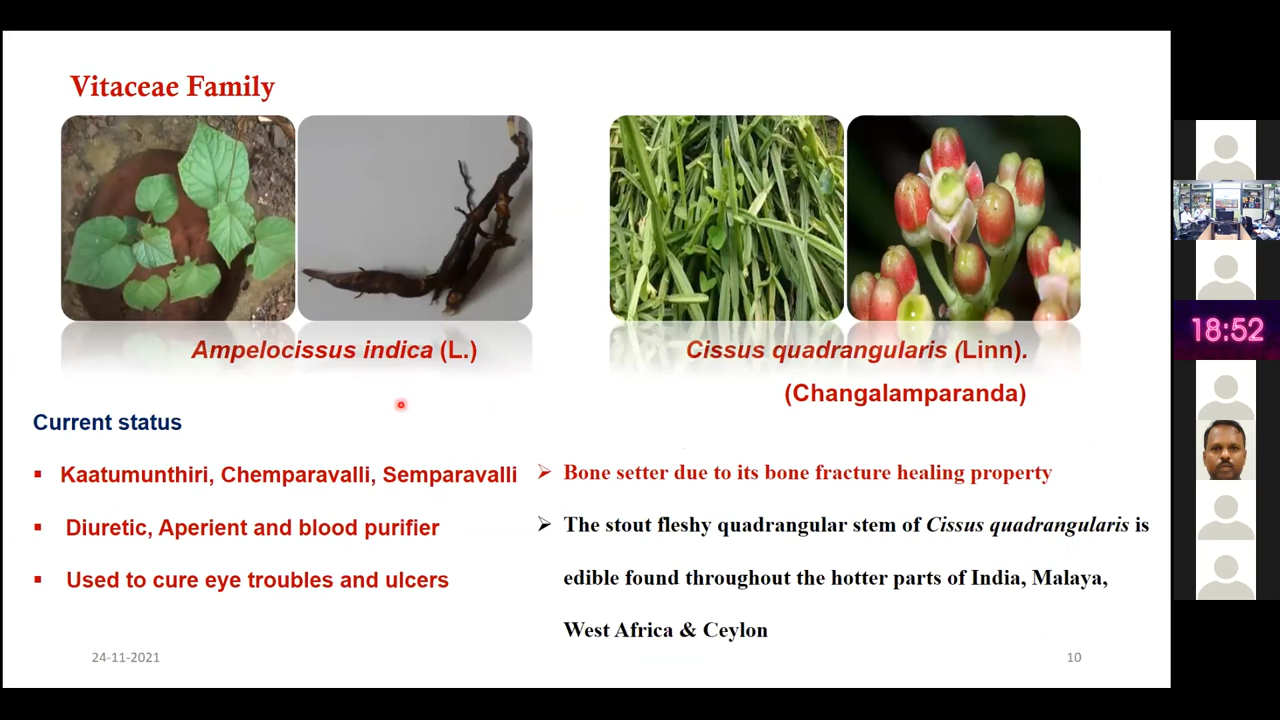 Vitaceae Family
Ampelocissus indica (L.)
Cissus quadrangularis (Linn).
(Changalamparanda)
Current status
▪ Kaatumunthiri, Chemparavalli, Semparavalli
▪ Diuretic, Aperient and blood purifier
▪ Used to cure eye troubles and ulcers
➢ Bone setter due to its bone fracture healing property
➢ The stout fleshy quadrangular stem of Cissus quadrangularis is
edible found throughout the hotter parts of India, Malaya,
West Africa & Ceylon
24-11-2021
10
18:52